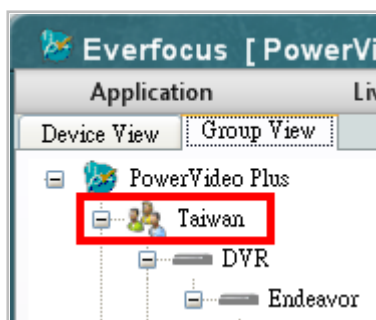 Everfocus [ PowerVi
Application Li
Device View Group View
PowerVideo Plus
Taiwan
DVR
Endeavor